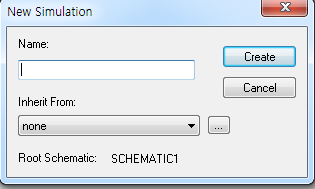 New Simulation
Name:
Create
Cancel
Inherit From:
none
...
Root Schematic: SCHEMATIC1